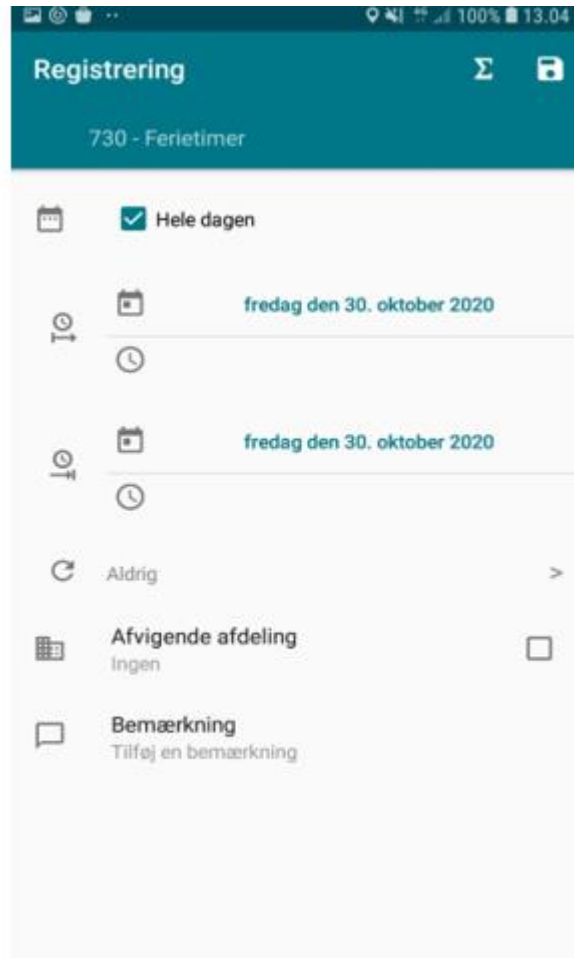 100% 13.04
Registrering Σ
730 - Ferietimer
Hele dagen
fredag den 30. oktober 2020
fredag den 30. oktober 2020
Aldrig >
Afvigende afdeling
Ingen
Bemærkning
Tilføj en bemærkning